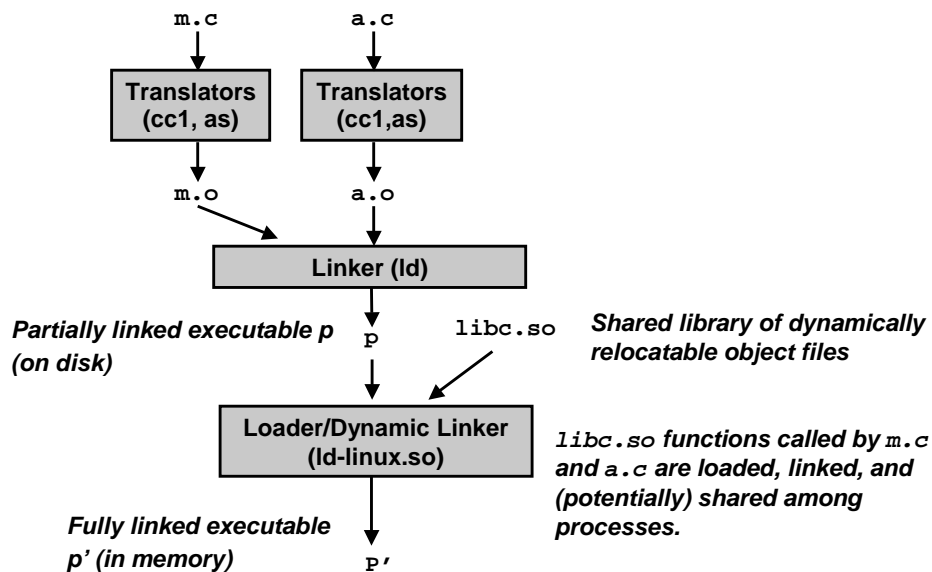 m.c
a.c
Translators
(cc1, as)
Translators
(cc1,as)
m.o
a.o
Linker (ld)
Partially linked executable p
(on disk)
p
libc.so
Shared library of dynamically
relocatable object files
Loader/Dynamic Linker
(ld-linux.so)
libc.so functions called by m.c
and a.c are loaded, linked, and
(potentially) shared among
processes.
Fully linked executable
p’ (in memory)
P’